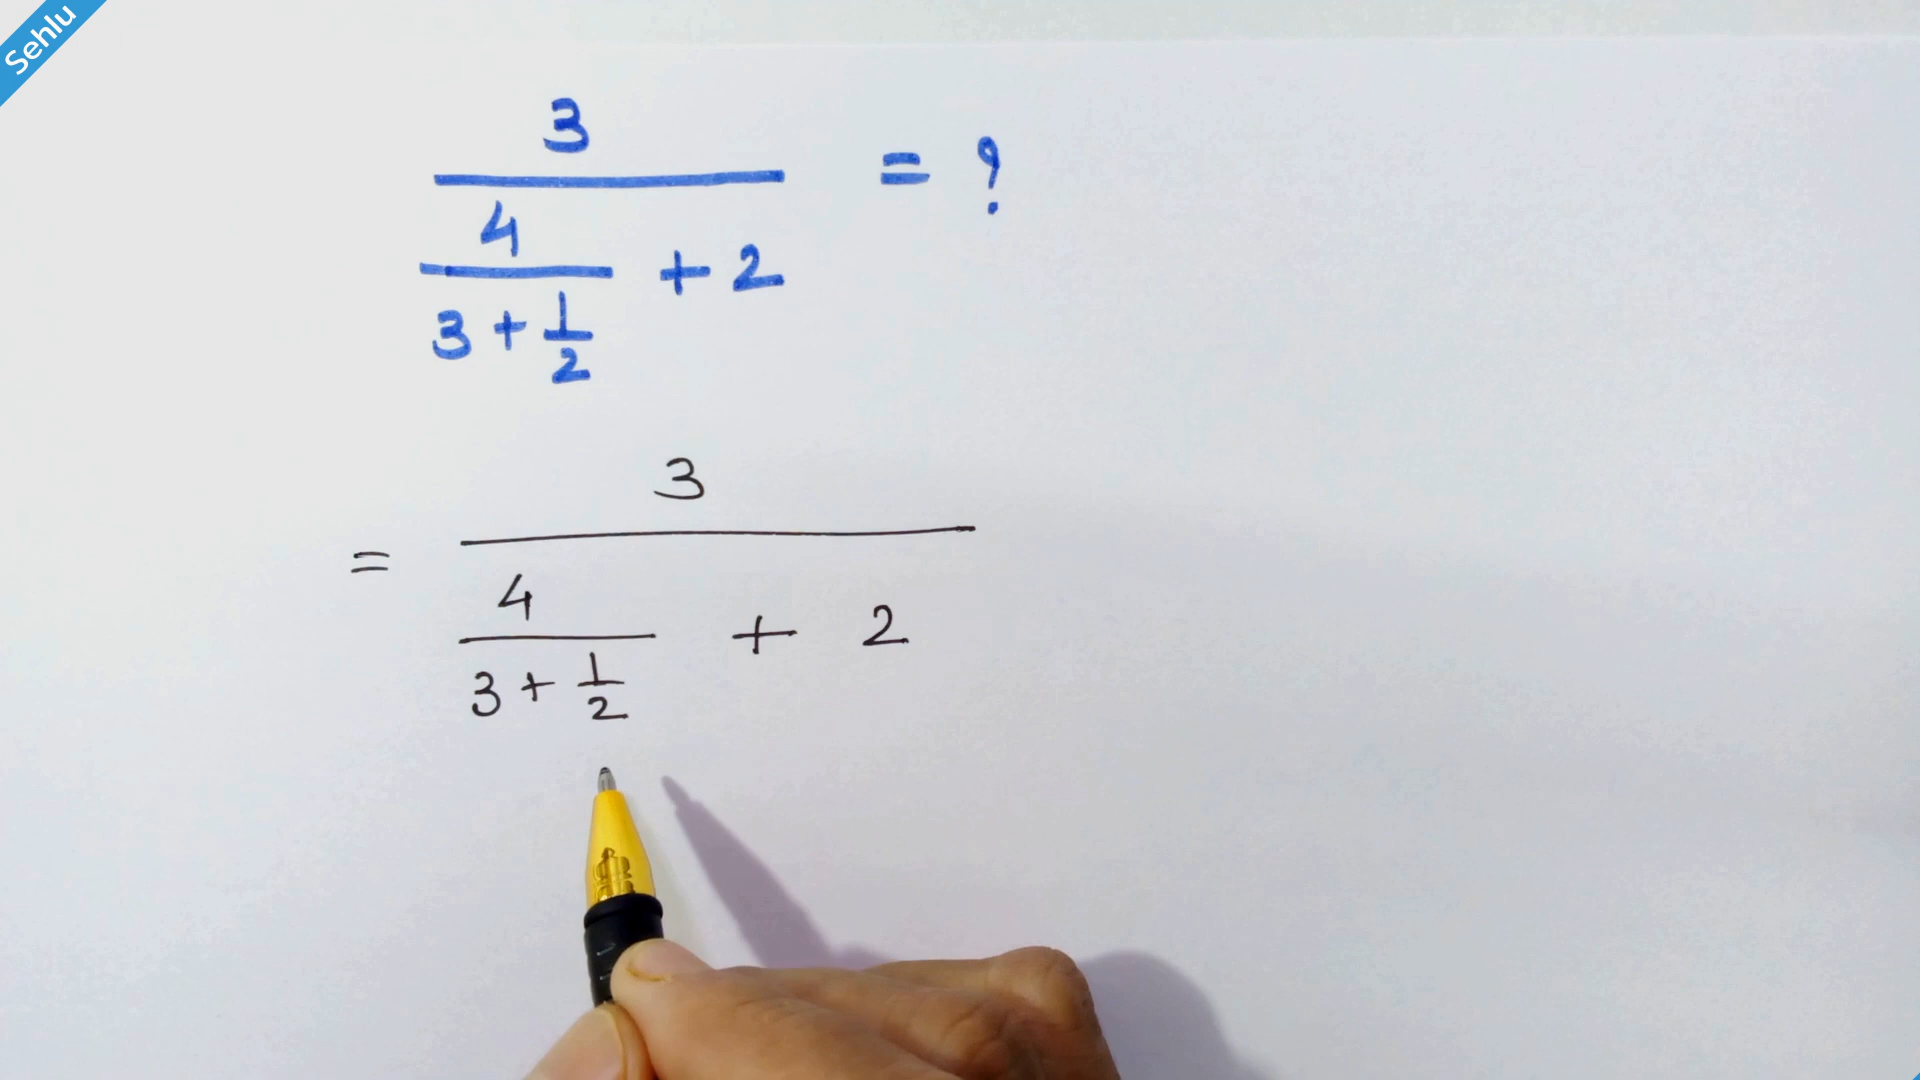 Sehlu
3
4
3 + 1/2
+ 2
= ?
=
3
4
3 + 1/2
+ 2